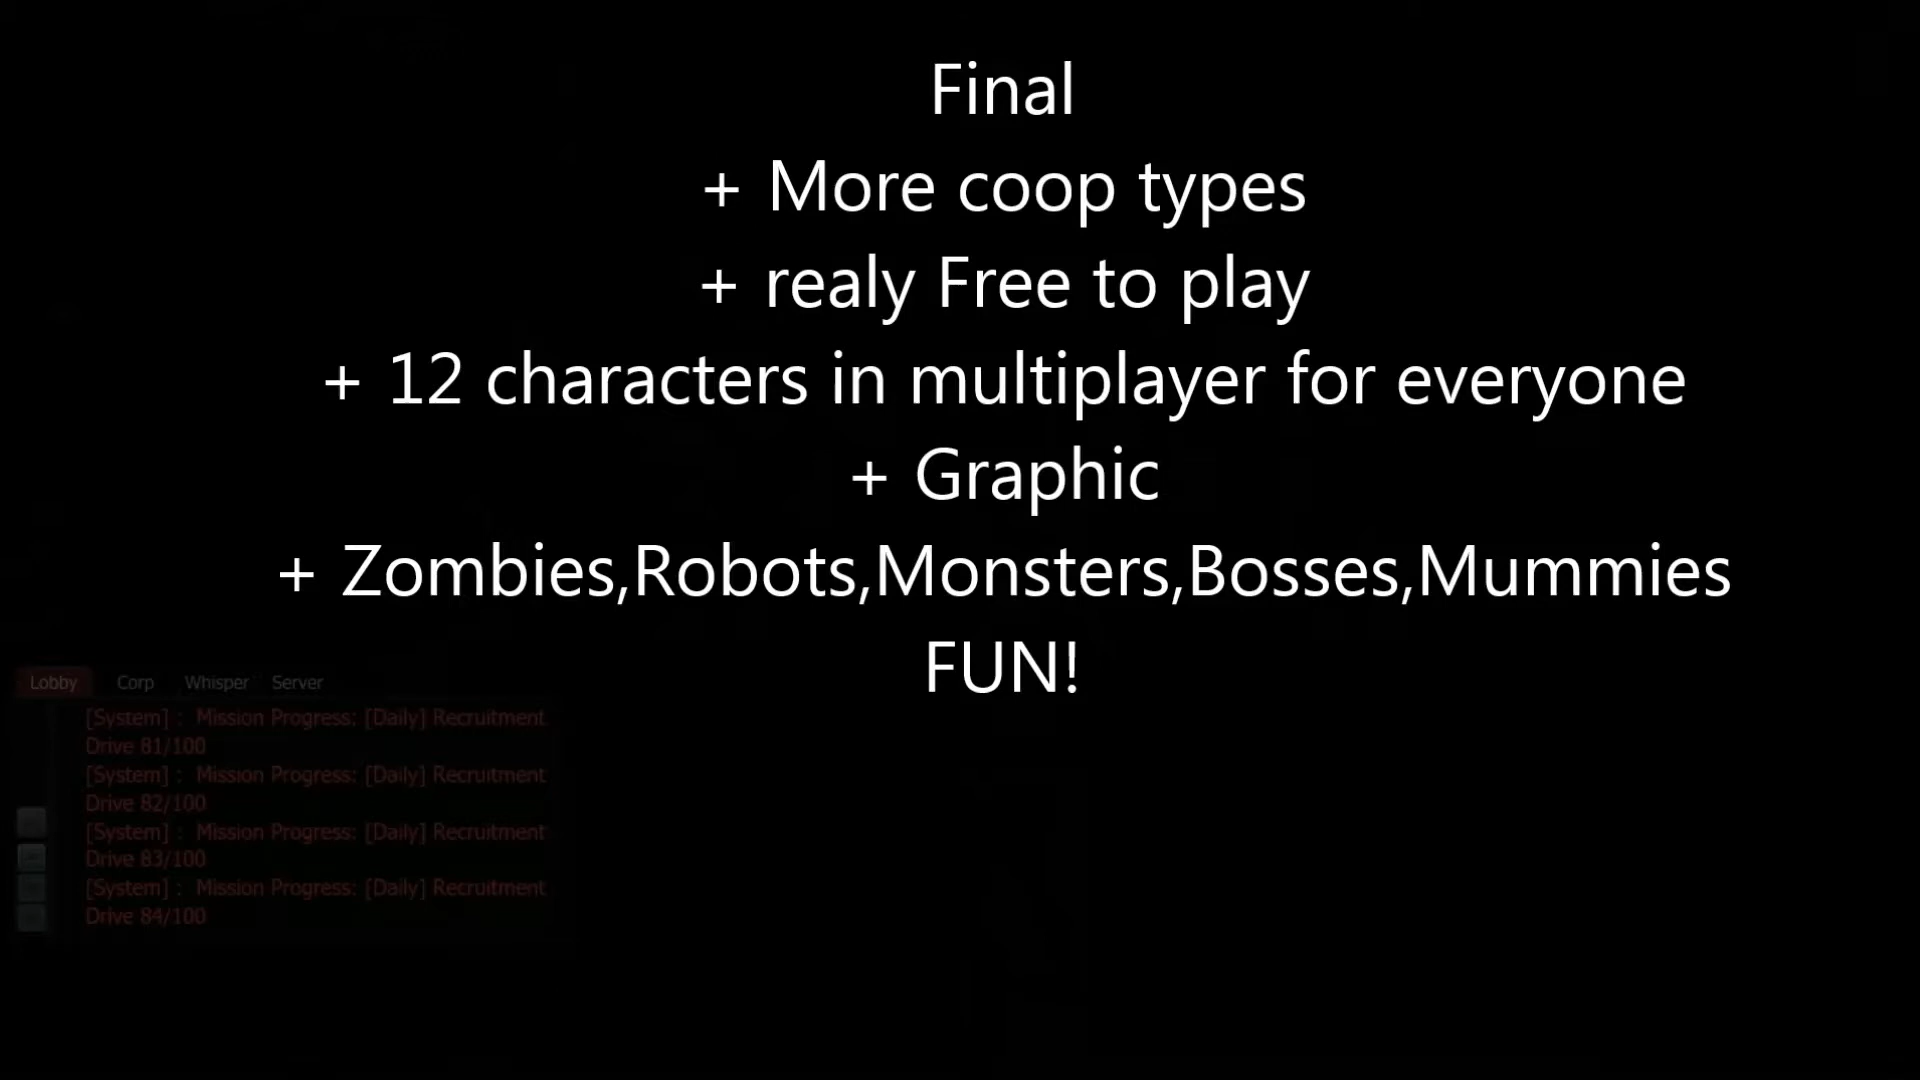 Final
+ More coop types
+ realy Free to play
+ 12 characters in multiplayer for everyone
+ Graphic
+ Zombies,Robots,Monsters,Bosses,Mummies
FUN!
Lobby Corp Whisper Server
[System] : Mission Progress: [Daily] Recruitment
Drive 81/100
[System] : Mission Progress: [Daily] Recruitment
Drive 82/100
[System] : Mission Progress: [Daily] Recruitment
Drive 83/100
[System] : Mission Progress: [Daily] Recruitment
Drive 84/100